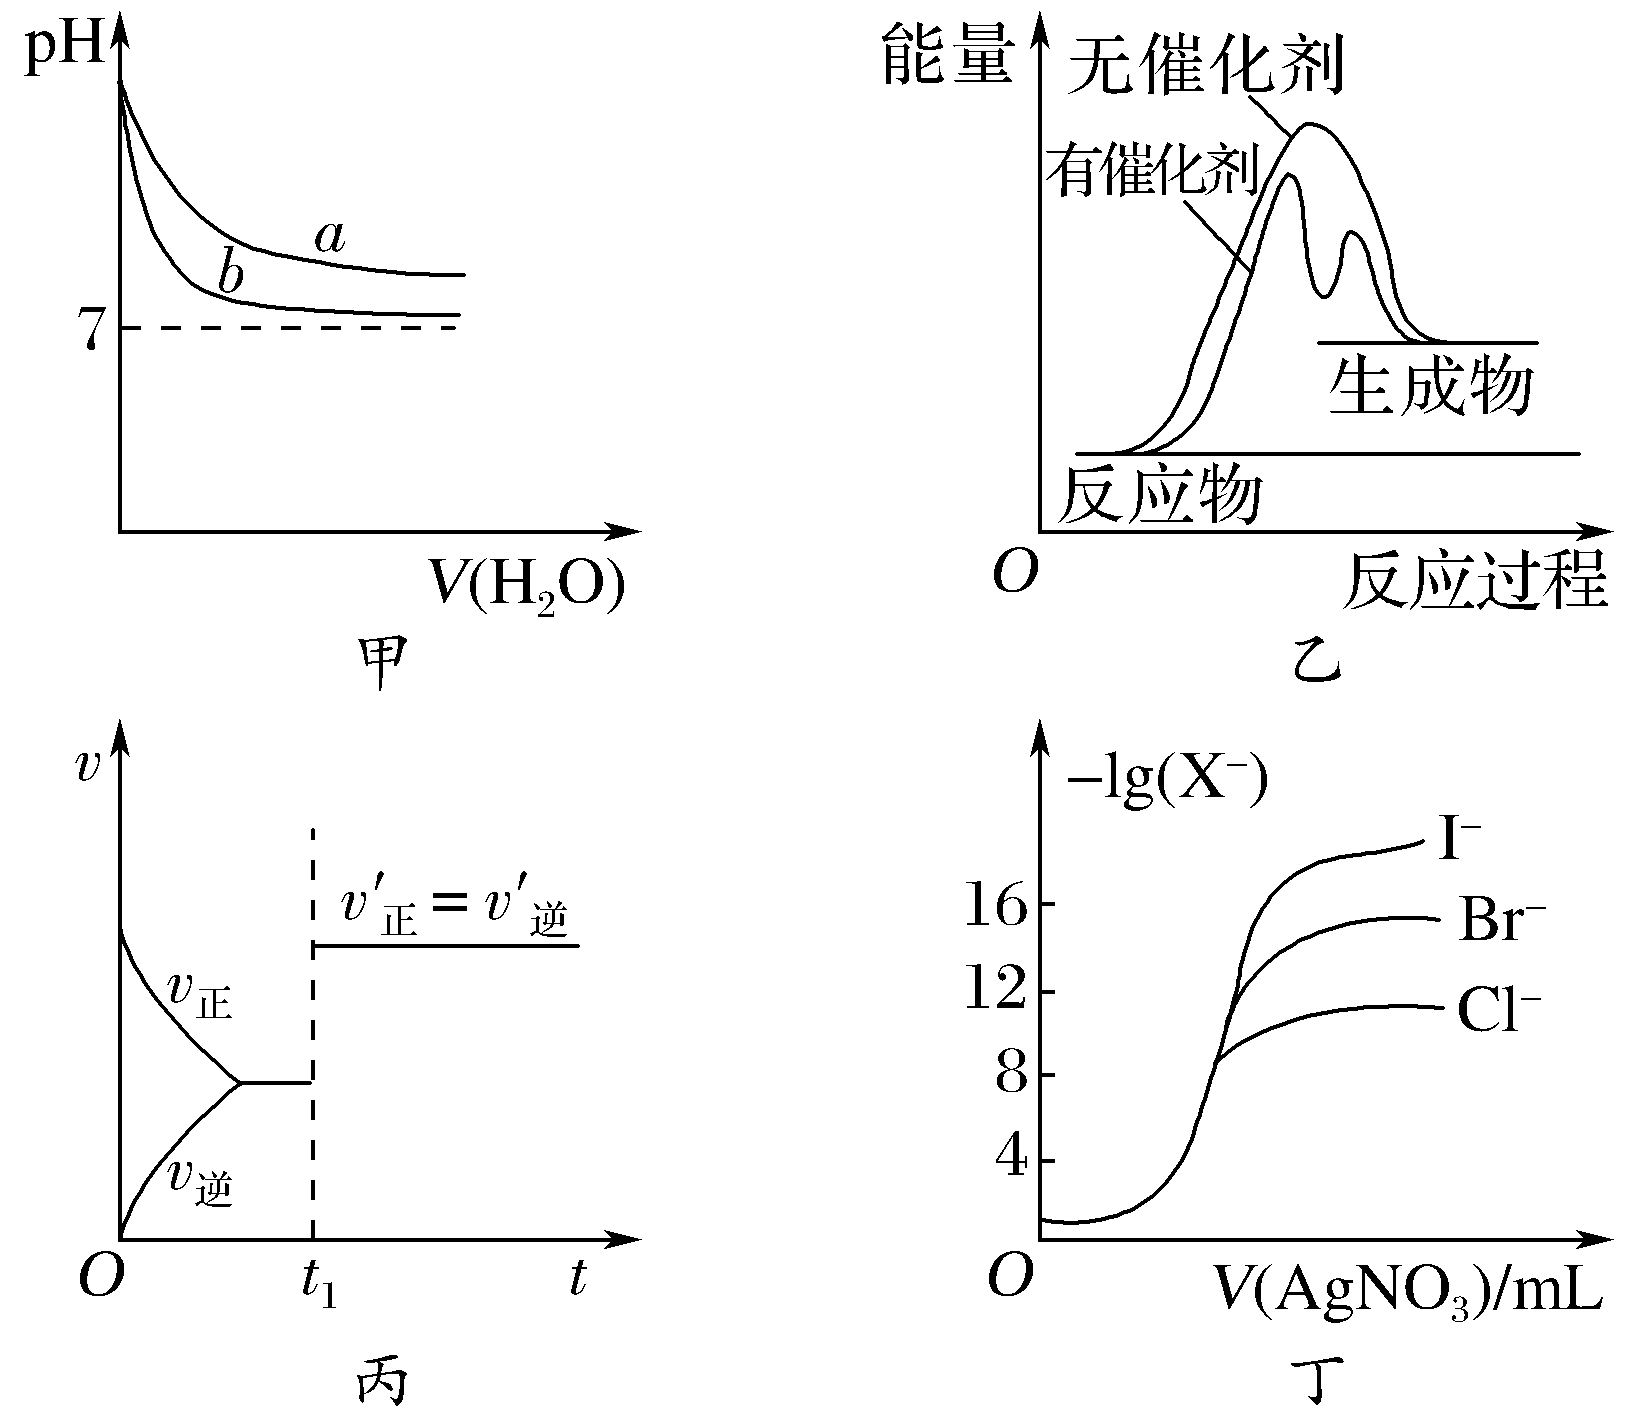 pH
a
b
7
V(H₂O)
甲
能量
无催化剂
有催化剂
生成物
反应物
O
反应过程
乙
v
v′正=v′逆
v正
v逆
O
t₁
t
丙
−lg(X⁻)
I⁻
16
Br⁻
12
Cl⁻
8
4
O
V(AgNO₃)/mL
丁